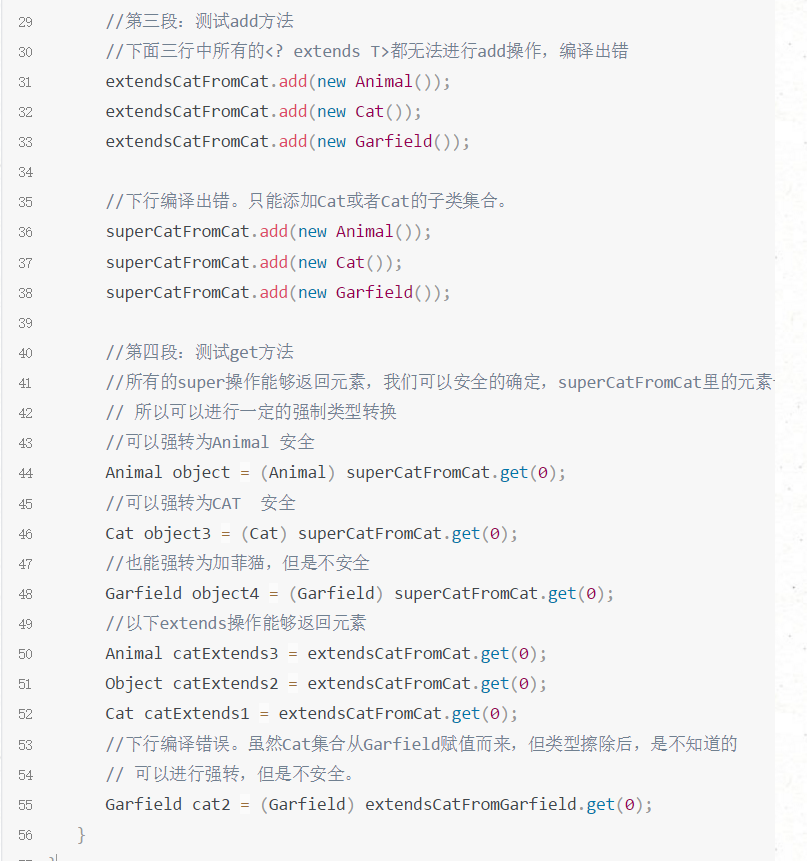 29 //第三段：测试add方法
30 //下面三行中所有的<? extends T>都无法进行add操作，编译出错
31 extendsCatFromCat.add(new Animal());
32 extendsCatFromCat.add(new Cat());
33 extendsCatFromCat.add(new Garfield());
34
35 //下行编译出错。只能添加Cat或者Cat的子类集合。
36 superCatFromCat.add(new Animal());
37 superCatFromCat.add(new Cat());
38 superCatFromCat.add(new Garfield());
39
40 //第四段：测试get方法
41 //所有的super操作能够返回元素，我们可以安全的确定，superCatFromCat里的元素
42 // 所以可以进行一定的强制类型转换
43 //可以强转为Animal 安全
44 Animal object = (Animal) superCatFromCat.get(0);
45 //可以强转为CAT  安全
46 Cat object3 = (Cat) superCatFromCat.get(0);
47 //也能强转为加菲猫，但是不安全
48 Garfield object4 = (Garfield) superCatFromCat.get(0);
49 //以下extends操作能够返回元素
50 Animal catExtends3 = extendsCatFromCat.get(0);
51 Object catExtends2 = extendsCatFromCat.get(0);
52 Cat catExtends1 = extendsCatFromCat.get(0);
53 //下行编译错误。虽然Cat集合从Garfield赋值而来，但类型擦除后，是不知道的
54 // 可以进行强转，但是不安全。
55 Garfield cat2 = (Garfield) extendsCatFromGarfield.get(0);
56 }